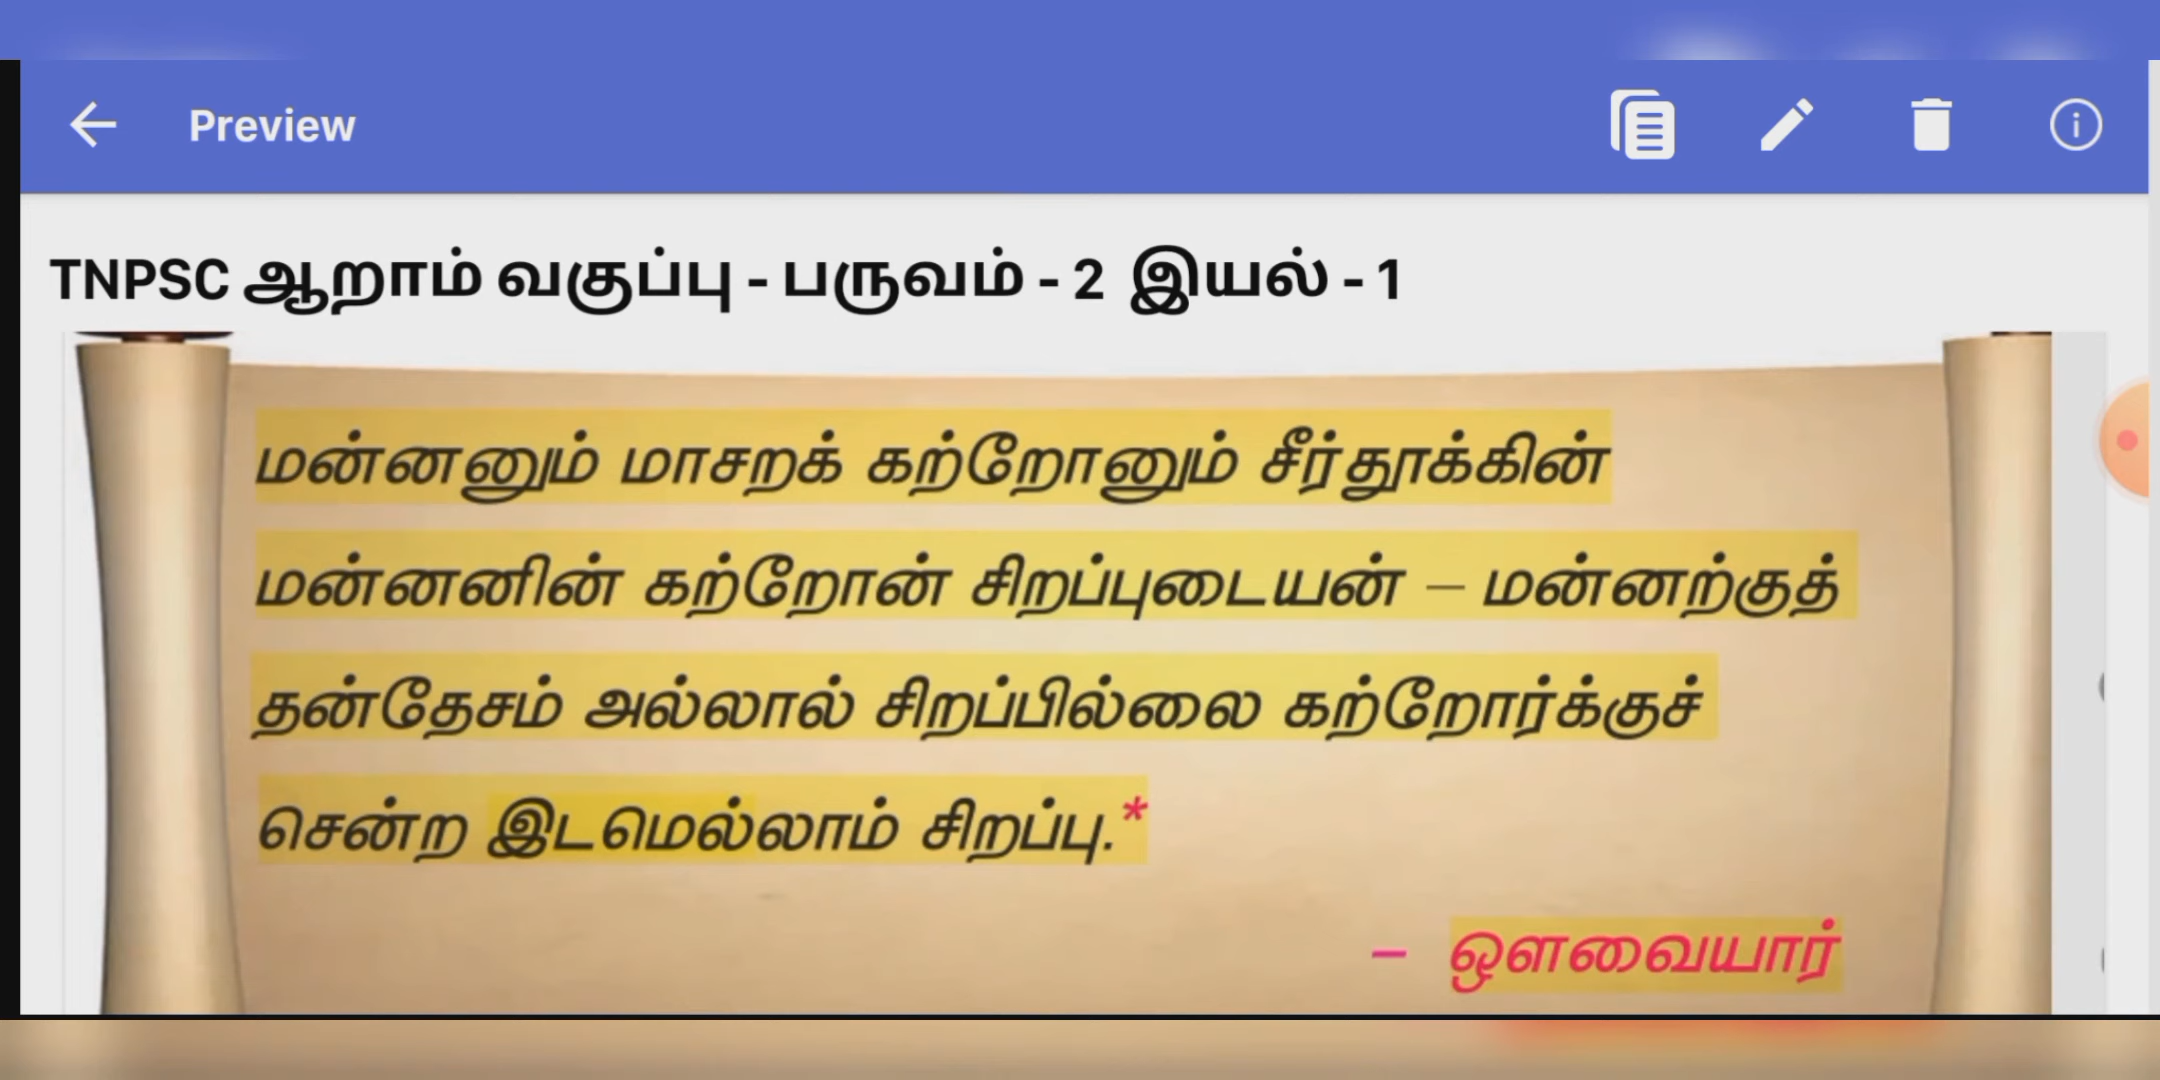 Preview
TNPSC ஆறாம் வகுப்பு - பருவம் - 2 இயல் - 1
மன்னனும் மாசறக் கற்றோனும் சீர்தூக்கின்
மன்னனின் கற்றோன் சிறப்புடையன் – மன்னற்குத்
தன்தேசம் அல்லால் சிறப்பில்லை கற்றோர்க்குச்
சென்ற இடமெல்லாம் சிறப்பு.*
– ஔவையார்